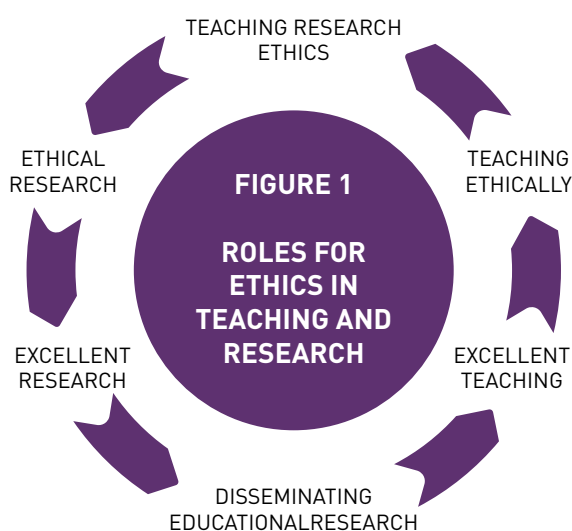 TEACHING RESEARCH
ETHICS
ETHICAL
RESEARCH
TEACHING
ETHICALLY
FIGURE 1
ROLES FOR
ETHICS IN
TEACHING AND
RESEARCH
EXCELLENT
RESEARCH
EXCELLENT
TEACHING
DISSEMINATING
EDUCATIONALRESEARCH